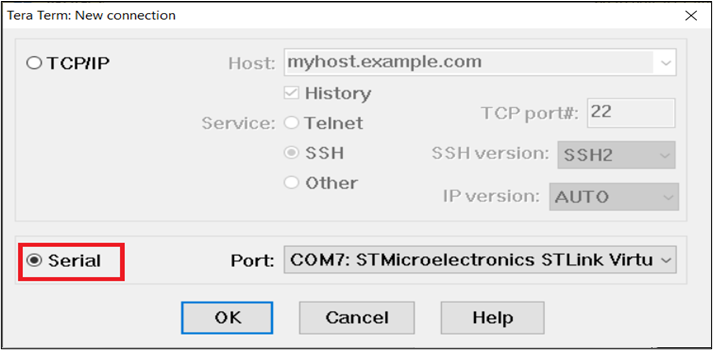 Tera Term: New connection
TCP/IP
Host: myhost.example.com
History
Service: Telnet
TCP port#: 22
SSH
SSH version: SSH2
Other
IP version: AUTO
Serial
Port: COM7: STMicroelectronics STLink Virtu
OK
Cancel
Help